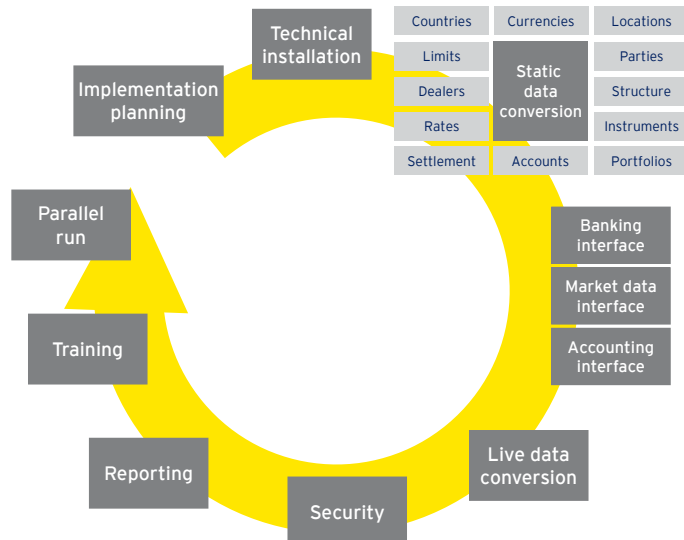 Technical
installation
Implementation
planning
Countries
Currencies
Locations
Limits
Static
data
conversion
Parties
Dealers
Structure
Rates
Instruments
Settlement
Accounts
Portfolios
Banking
interface
Market data
interface
Accounting
interface
Live data
conversion
Security
Reporting
Training
Parallel
run